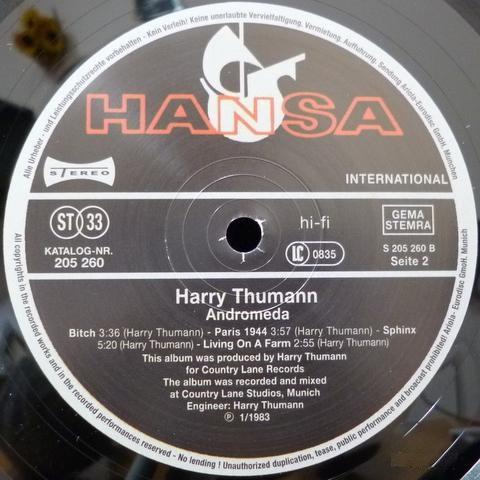 Alle Urheber- und Leistungsschutzrechte vorbehalten - Kein Verleih! Keine unerlaubte Vervielfältigung, Vermietung, Aufführung, Sendung Ariola-Eurodisc GmbH, München
HANSA
STEREO
INTERNATIONAL
ST 33
hi-fi
GEMA
STEMRA
KATALOG-NR.
205 260
LC 0835
S 205 260 B
Seite 2
Harry Thumann
Andromeda
Bitch 3:36 (Harry Thumann) - Paris 1944 3:57 (Harry Thumann) - Sphinx
5:20 (Harry Thumann) - Living On A Farm 2:55 (Harry Thumann)
This album was produced by Harry Thumann
for Country Lane Records
The album was recorded and mixed
at Country Lane Studios, Munich
Engineer: Harry Thumann
Ⓟ 1/1983
All copyrights in the recorded works and in the recorded performances reserved - No lending ! Unauthorized duplication, lease, public performance and broadcast prohibited! Ariola- Eurodisc GmbH. Munich